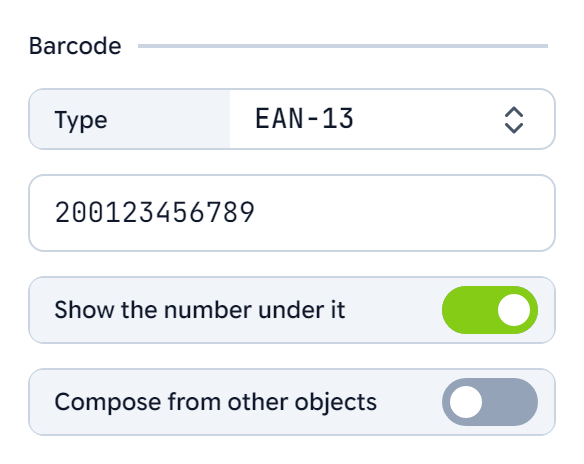 Barcode
Type EAN-13
200123456789
Show the number under it
Compose from other objects